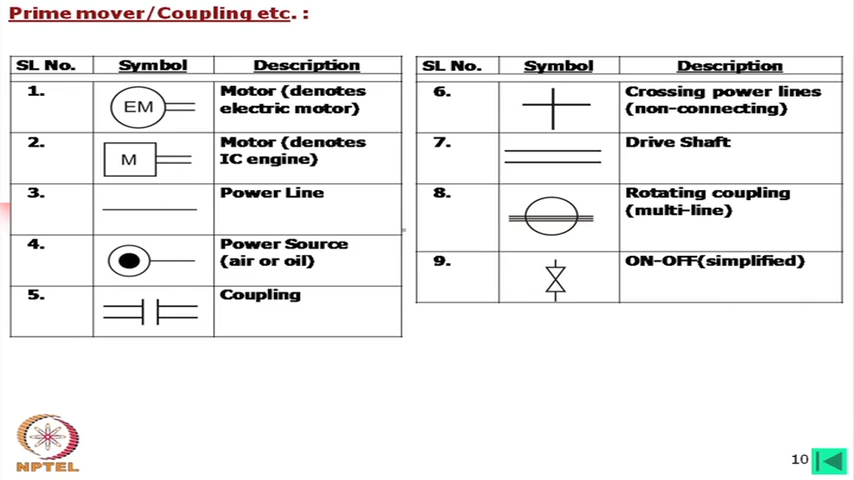 Prime mover/Coupling etc. :
SL No. Symbol Description
1. EM Motor (denotes
electric motor)
2. M Motor (denotes
IC engine)
3. Power Line
4. Power Source
(air or oil)
5. Coupling
SL No. Symbol Description
6. Crossing power lines
(non-connecting)
7. Drive Shaft
8. Rotating coupling
(multi-line)
9. ON-OFF(simplified)
NPTEL
10